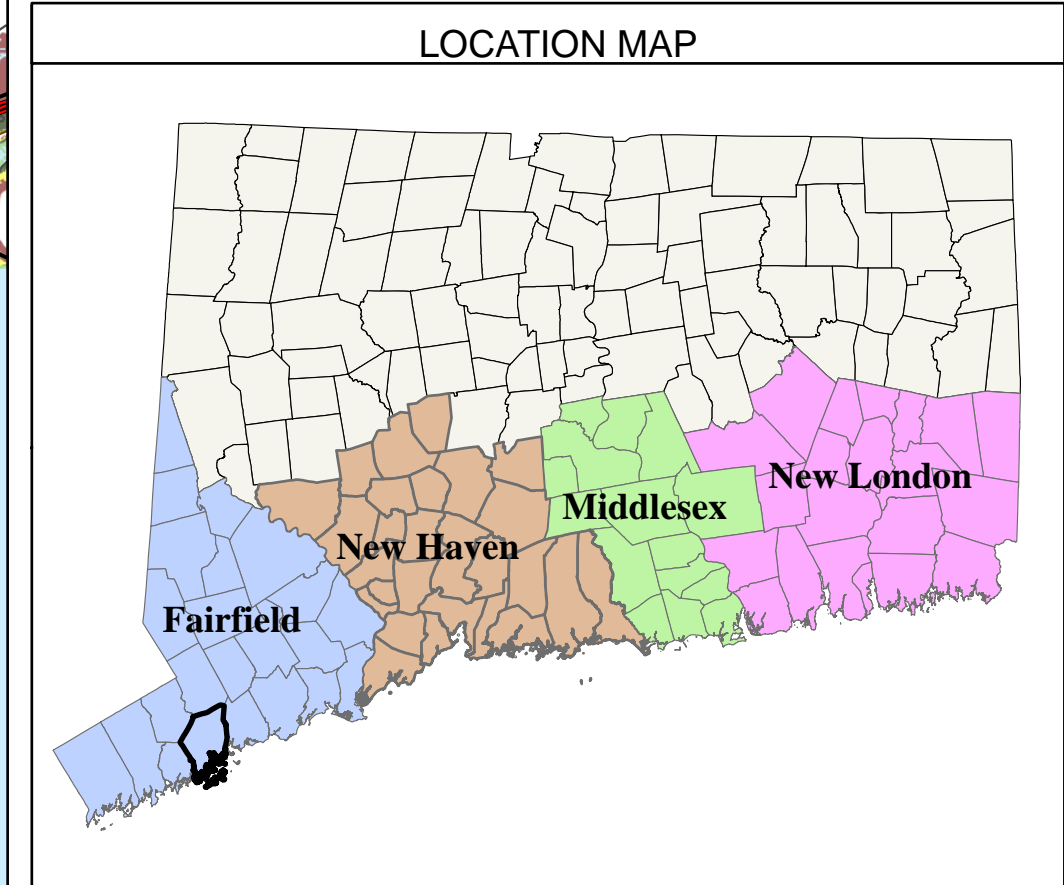 LOCATION MAP
New London
Middlesex
New Haven
Fairfield